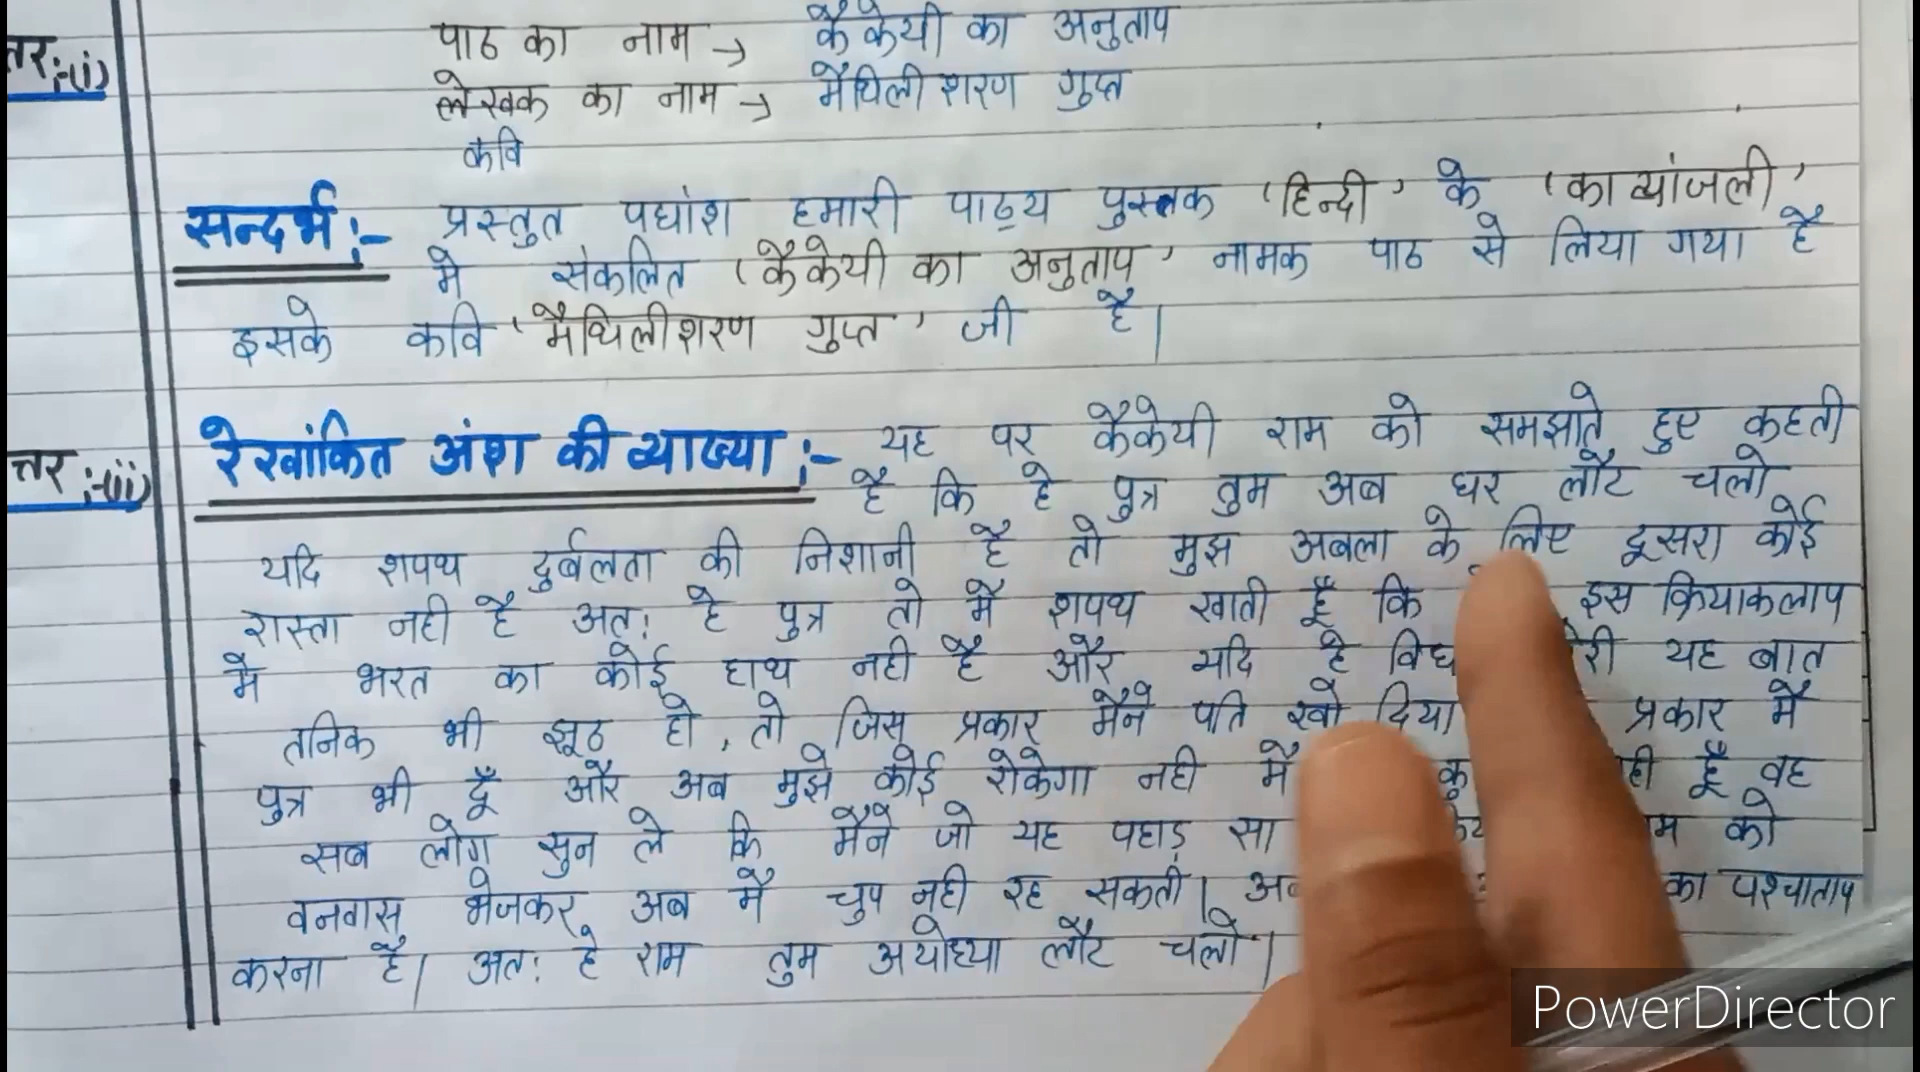 त्तर:-(i)
पाठ का नाम → कैकेयी का अनुताप
लेखक का नाम → मैथिलीशरण गुप्त
कवि
सन्दर्भ :- प्रस्तुत पद्यांश हमारी पाठ्य पुस्तक 'हिन्दी' के 'काव्यांजली'
मे संकलित 'कैकेयी का अनुताप' नामक पाठ से लिया गया है
इसके कवि 'मैथिलीशरण गुप्त' जी है।
त्तर:-(ii)
रेखांकित अंश की व्याख्या :- यह पर कैकेयी राम को समझाते हुए कहती
है कि हे पुत्र तुम अब घर लौट चलो
यदि शपथ दुर्बलता की निशानी है तो मुझ अबला के लिए दूसरा कोई
रास्ता नही है अत: हे पुत्र तो मै शपथ खाती हूँ कि इस क्रियाकलाप
मे भरत का कोई हाथ नही है और यदि हे यह बात
तनिक भी झूठ हो, तो जिस प्रकार मैने पति खो दिया प्रकार मै
पुत्र भी दूँ और अब मुझे कोई रोकेगा नही मै हूँ वह
सब लोग सुन ले कि मैने जो यह पहाड़ सा को
वनवास भेजकर अब मै चुप नही रह सकती। का पश्चाताप
करना है। अत: हे राम तुम अयोध्या लौट चलो।
PowerDirector